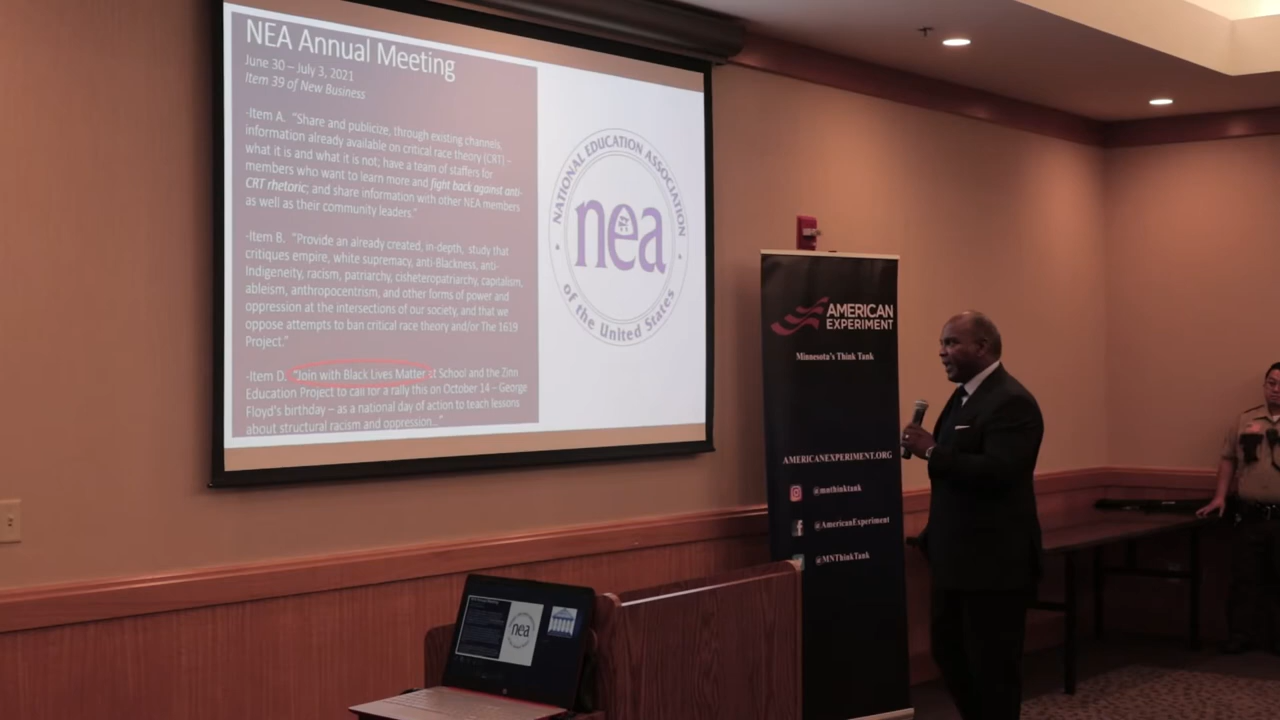 NEA Annual Meeting
June 30 – July 3, 2021
Item 39 of New Business
-Item A. "Share and publicize, through existing channels,
information already available on critical race theory (CRT) –
what it is and what it is not; have a team of staffers for
members who want to learn more and fight back against anti-
CRT rhetoric; and share information with other NEA members
as well as their community leaders."
-Item B. "Provide an already created, in-depth, study that
critiques empire, white supremacy, anti-Blackness, anti-
Indigeneity, racism, patriarchy, cisheteropatriarchy, capitalism,
ableism, anthropocentrism, and other forms of power and
oppression at the intersections of our society, and that we
oppose attempts to ban critical race theory and/or The 1619
Project."
-Item D. "Join with Black Lives Matter at School and the Zinn
Education Project to call for a rally this on October 14 – George
Floyd's birthday – as a national day of action to teach lessons
about structural racism and oppression..."
NATIONAL EDUCATION ASSOCIATION
nea
of the United States
AMERICAN
EXPERIMENT
Minnesota's Think Tank
AMERICANEXPERIMENT.ORG
@mnthinktank
@AmericanExperiment
@MNThinkTank
nea